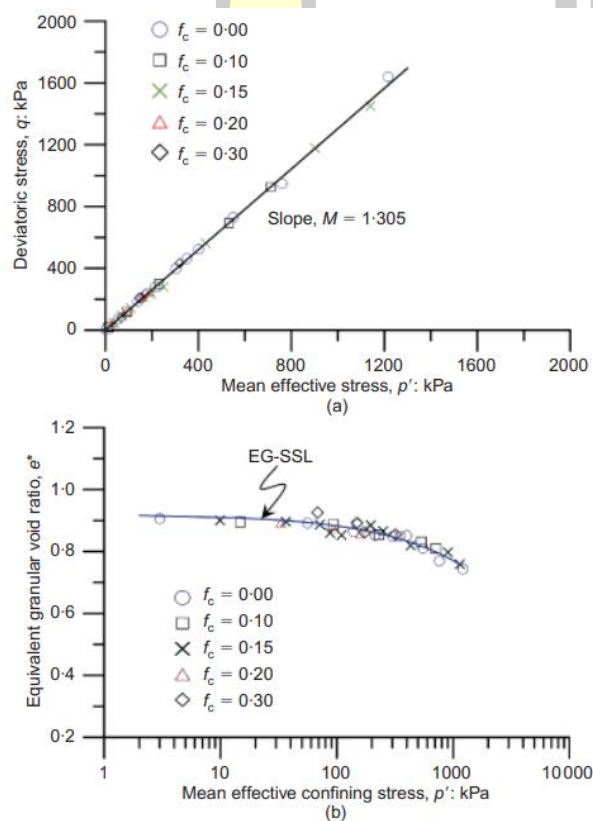 1600
1200
800
400
0
Deviatoric stress, q: kPa
f_c = 0·00
f_c = 0·10
f_c = 0·15
f_c = 0·20
f_c = 0·30
Slope, M = 1·305
0 400 800 1200 1600 2000
Mean effective stress, p′: kPa
(a)
1·2
1·0
0·8
0·6
0·4
0·2
Equivalent granular void ratio, e*
EG-SSL
f_c = 0·00
f_c = 0·10
f_c = 0·15
f_c = 0·20
f_c = 0·30
1 10 100 1000 10000
Mean effective confining stress, p′: kPa
(b)